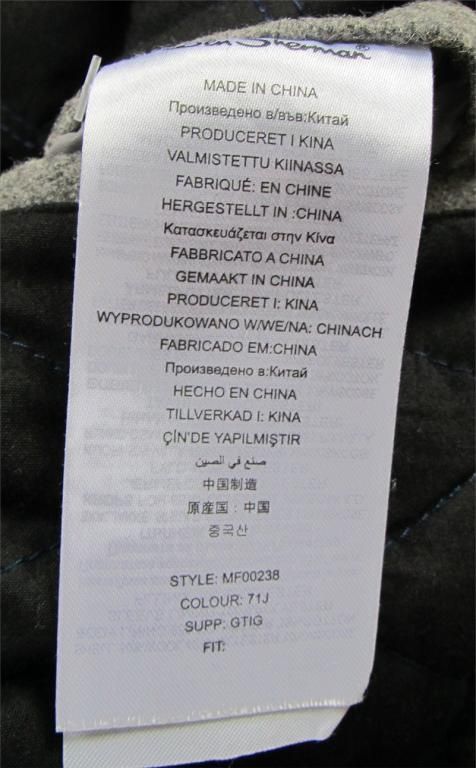 Ben Sherman
MADE IN CHINA
Произведено в/във:Китай
PRODUCERET I KINA
VALMISTETTU KIINASSA
FABRIQUÉ: EN CHINE
HERGESTELLT IN :CHINA
Κατασκευάζεται στην Κίνα
FABBRICATO A CHINA
GEMAAKT IN CHINA
PRODUCERET I: KINA
WYPRODUKOWANO W/WE/NA: CHINACH
FABRICADO EM:CHINA
Произведено в:Китай
HECHO EN CHINA
TILLVERKAD I: KINA
ÇİN'DE YAPILMIŞTIR
صنع في الصين
中国制造
原産国：中国
중국산
STYLE: MF00238
COLOUR: 71J
SUPP: GTIG
FIT: